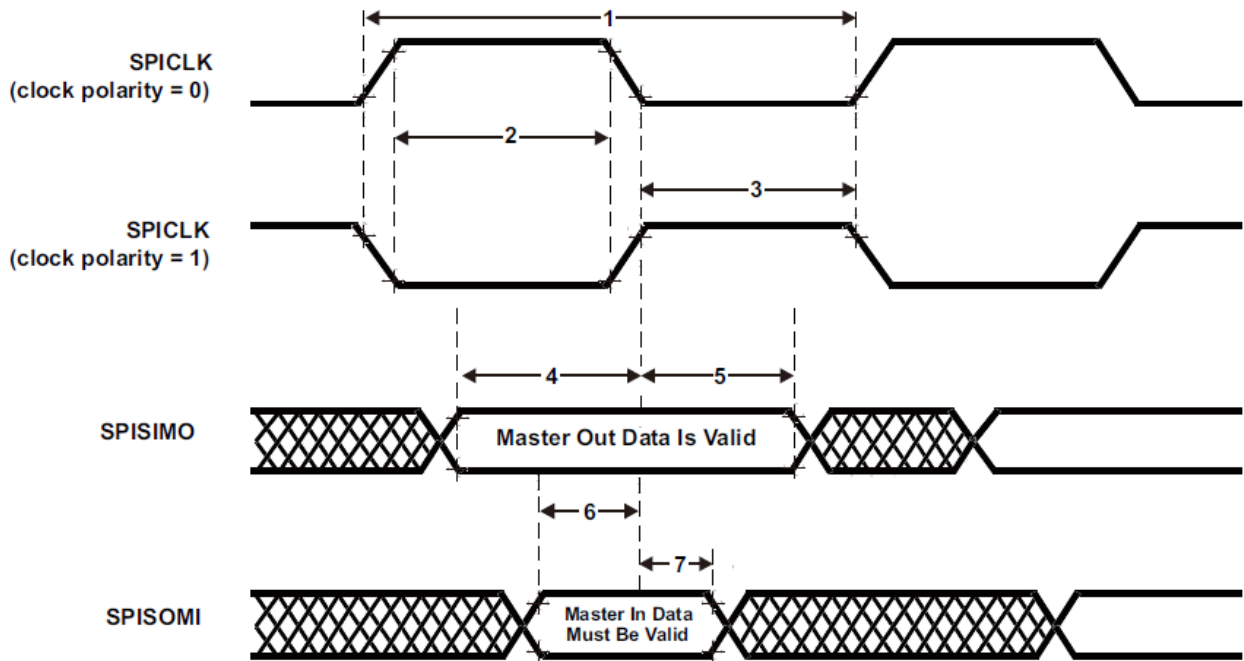 1
SPICLK
(clock polarity = 0)
2
3
SPICLK
(clock polarity = 1)
4
5
SPISIMO
Master Out Data Is Valid
6
7
SPISOMI
Master In Data
Must Be Valid